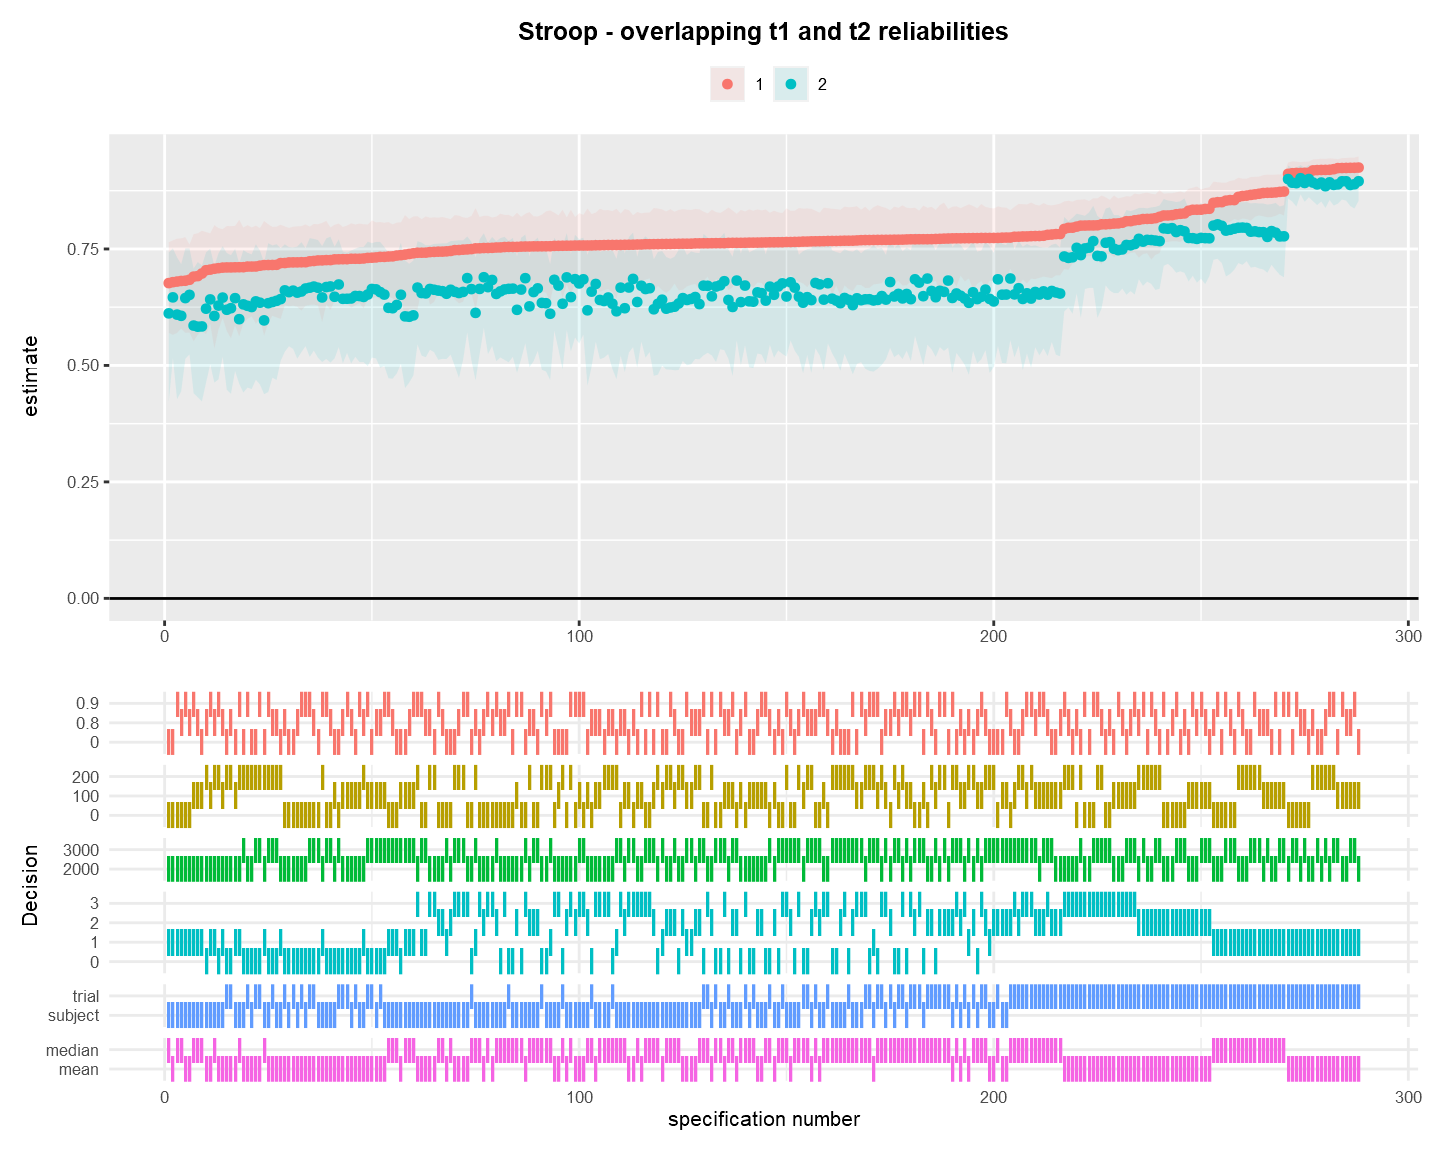 Stroop - overlapping t1 and t2 reliabilities
1 2
estimate
0.75
0.50
0.25
0.00
0 100 200 300
Decision
0.9
0.8
0
200
100
0
3000
2000
3
2
1
0
trial
subject
median
mean
0 100 200 300
specification number